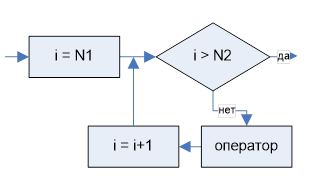 i = N1
i > N2
да
нет
i = i+1
оператор